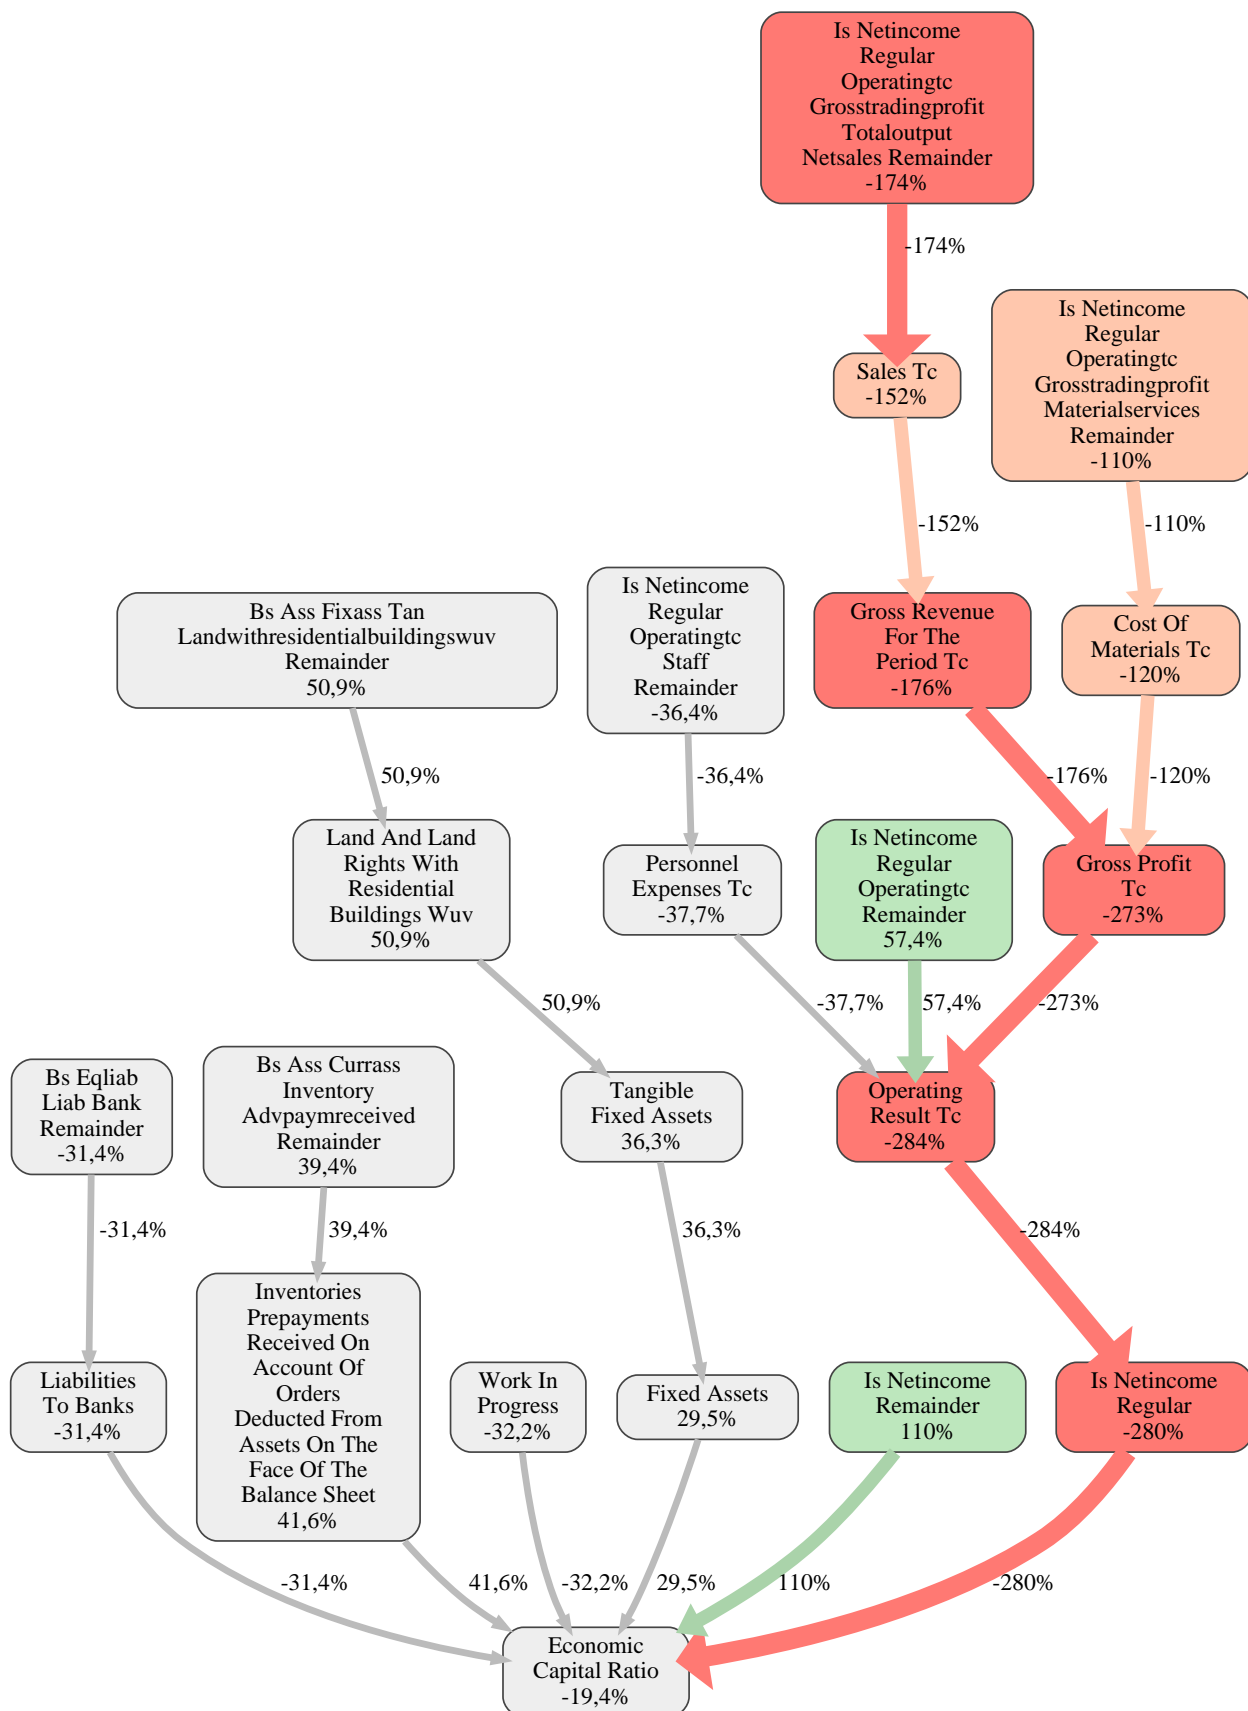 Is Netincome
Regular
Operatingtc
Grosstradingprofit
Totaloutput
Netsales Remainder
-174%
-174%
Is Netincome
Regular
Operatingtc
Grosstradingprofit
Materialservices
Remainder
-110%
Sales Tc
-152%
-152%
-110%
Bs Ass Fixass Tan
Landwithresidentialbuildingswuv
Remainder
50,9%
Is Netincome
Regular
Operatingtc
Staff
Remainder
-36,4%
Gross Revenue
For The
Period Tc
-176%
Cost Of
Materials Tc
-120%
50,9%
-36,4%
-176%
-120%
Land And Land
Rights With
Residential
Buildings Wuv
50,9%
Personnel
Expenses Tc
-37,7%
Is Netincome
Regular
Operatingtc
Remainder
57,4%
Gross Profit
Tc
-273%
50,9%
-37,7%
57,4%
-273%
Bs Eqliab
Liab Bank
Remainder
-31,4%
Bs Ass Currass
Inventory
Advpaymreceived
Remainder
39,4%
Tangible
Fixed Assets
36,3%
Operating
Result Tc
-284%
-31,4%
39,4%
36,3%
-284%
Liabilities
To Banks
-31,4%
Inventories
Prepayments
Received On
Account Of
Orders
Deducted From
Assets On The
Face Of The
Balance Sheet
41,6%
Work In
Progress
-32,2%
Fixed Assets
29,5%
Is Netincome
Remainder
110%
Is Netincome
Regular
-280%
-31,4%
41,6%
-32,2%
29,5%
110%
-280%
Economic
Capital Ratio
-19,4%